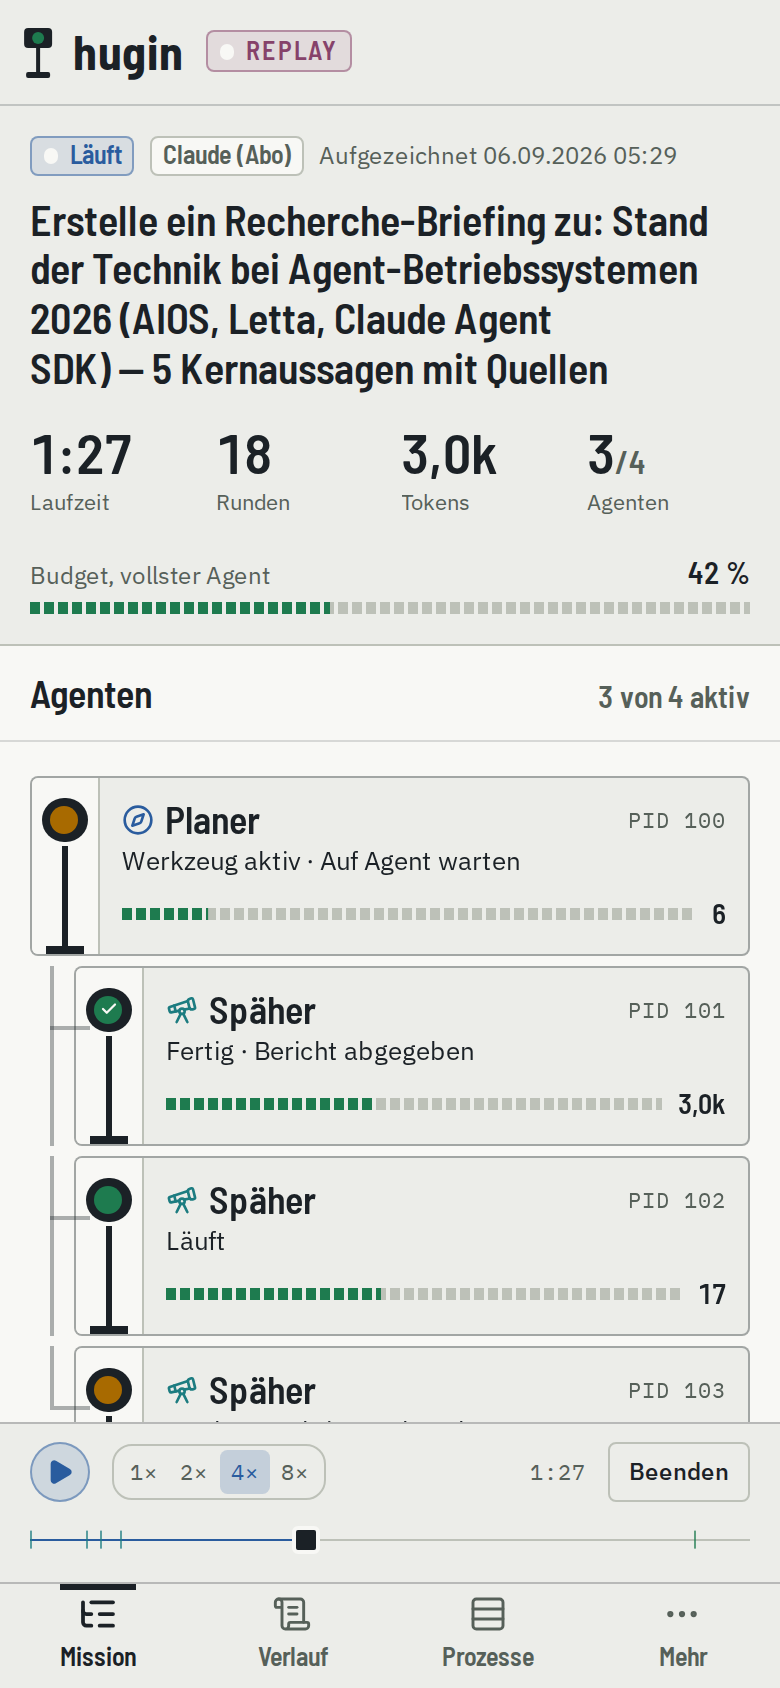 hugin REPLAY
Läuft Claude (Abo) Aufgezeichnet 06.09.2026 05:29
Erstelle ein Recherche-Briefing zu: Stand
der Technik bei Agent-Betriebssystemen
2026 (AIOS, Letta, Claude Agent
SDK) — 5 Kernaussagen mit Quellen
1:27 18 3,0k 3/4
Laufzeit Runden Tokens Agenten
Budget, vollster Agent 42 %
Agenten 3 von 4 aktiv
Planer PID 100
Werkzeug aktiv · Auf Agent warten
6
Späher PID 101
Fertig · Bericht abgegeben
3,0k
Späher PID 102
Läuft
17
Späher PID 103
1× 2× 4× 8× 1:27 Beenden
Mission Verlauf Prozesse Mehr